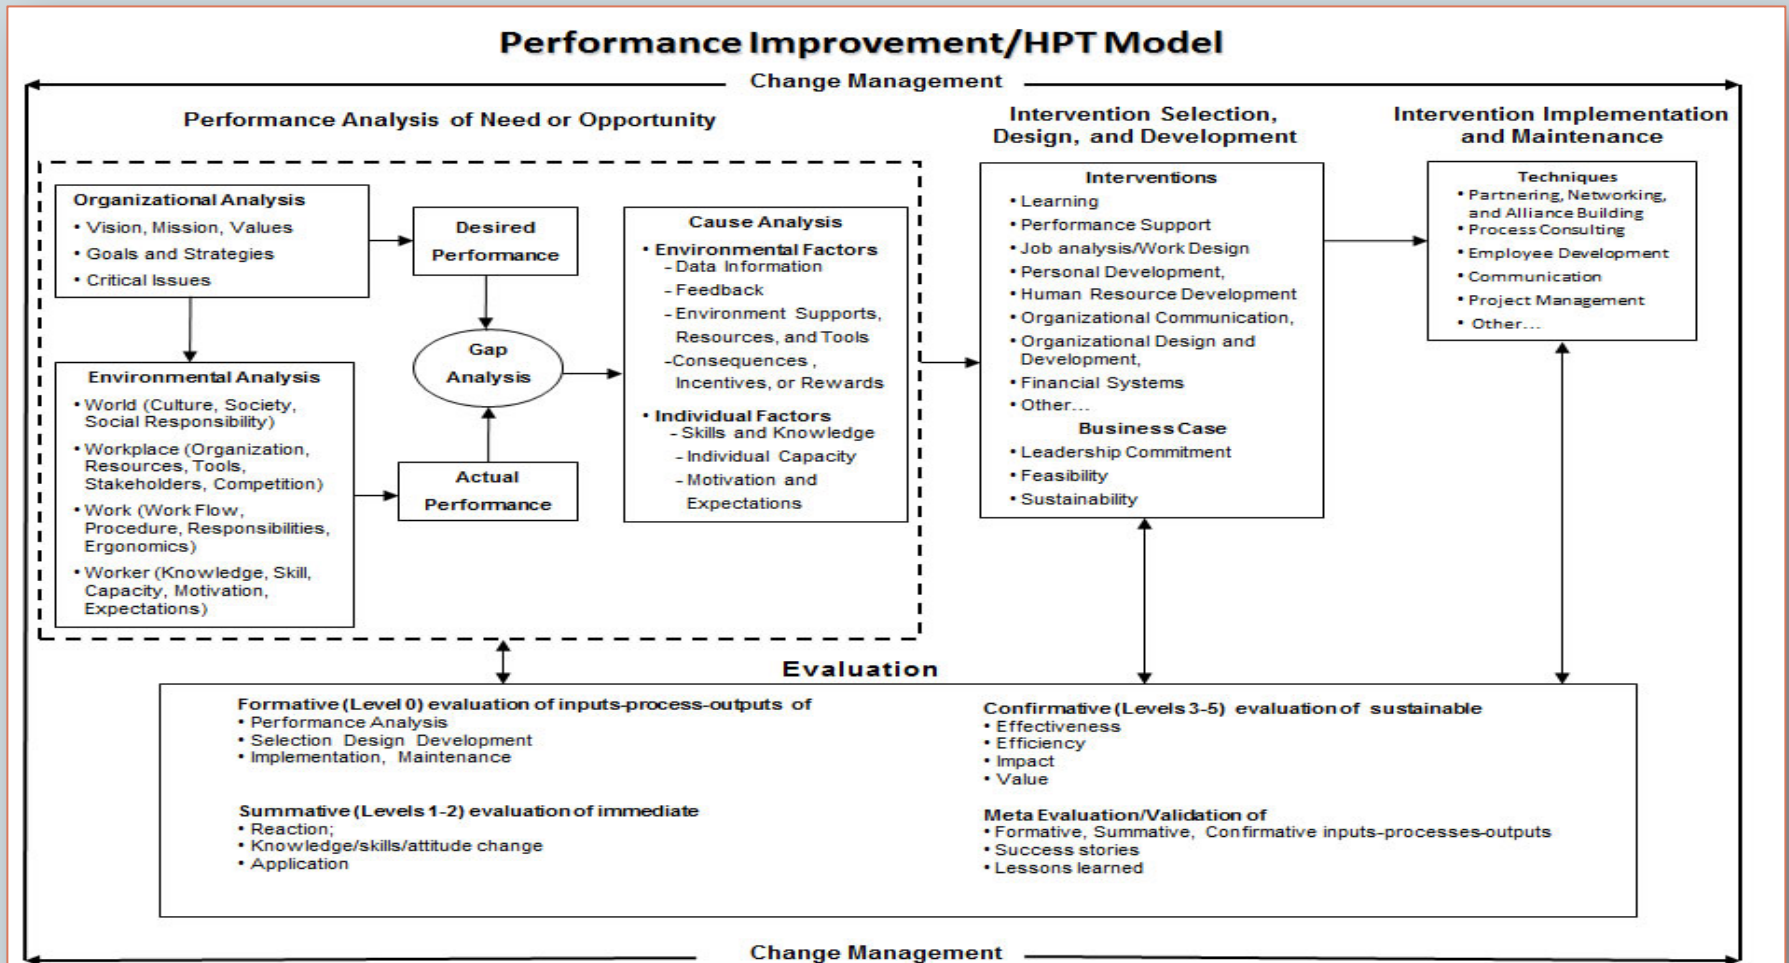 Performance Improvement/HPT Model
Change Management
Performance Analysis of Need or Opportunity
Organizational Analysis
• Vision, Mission, Values
• Goals and Strategies
• Critical Issues
Environmental Analysis
• World (Culture, Society,
Social Responsibility)
• Workplace (Organization,
Resources, Tools,
Stakeholders, Competition)
• Work (Work Flow,
Procedure, Responsibilities,
Ergonomics)
• Worker (Knowledge, Skill,
Capacity, Motivation,
Expectations)
Desired
Performance
Gap
Analysis
Actual
Performance
Cause Analysis
• Environmental Factors
- Data Information
- Feedback
- Environment Supports,
Resources, and Tools
-Consequences ,
Incentives, or Rewards
• Individual Factors
- Skills and Knowledge
- Individual Capacity
- Motivation and
Expectations
Intervention Selection,
Design, and Development
Interventions
• Learning
• Performance Support
• Job analysis/Work Design
• Personal Development,
• Human Resource Development
• Organizational Communication,
• Organizational Design and
Development,
• Financial Systems
• Other...
Business Case
• Leadership Commitment
• Feasibility
• Sustainability
Intervention Implementation
and Maintenance
Techniques
• Partnering, Networking,
and Alliance Building
• Process Consulting
• Employee Development
• Communication
• Project Management
• Other...
Evaluation
Formative (Level 0) evaluation of inputs-process-outputs of
• Performance Analysis
• Selection Design Development
• Implementation, Maintenance
Summative (Levels 1-2) evaluation of immediate
• Reaction;
• Knowledge/skills/attitude change
• Application
Confirmative (Levels 3-5) evaluation of sustainable
• Effectiveness
• Efficiency
• Impact
• Value
Meta Evaluation/Validation of
• Formative, Summative, Confirmative inputs-processes-outputs
• Success stories
• Lessons learned
Change Management